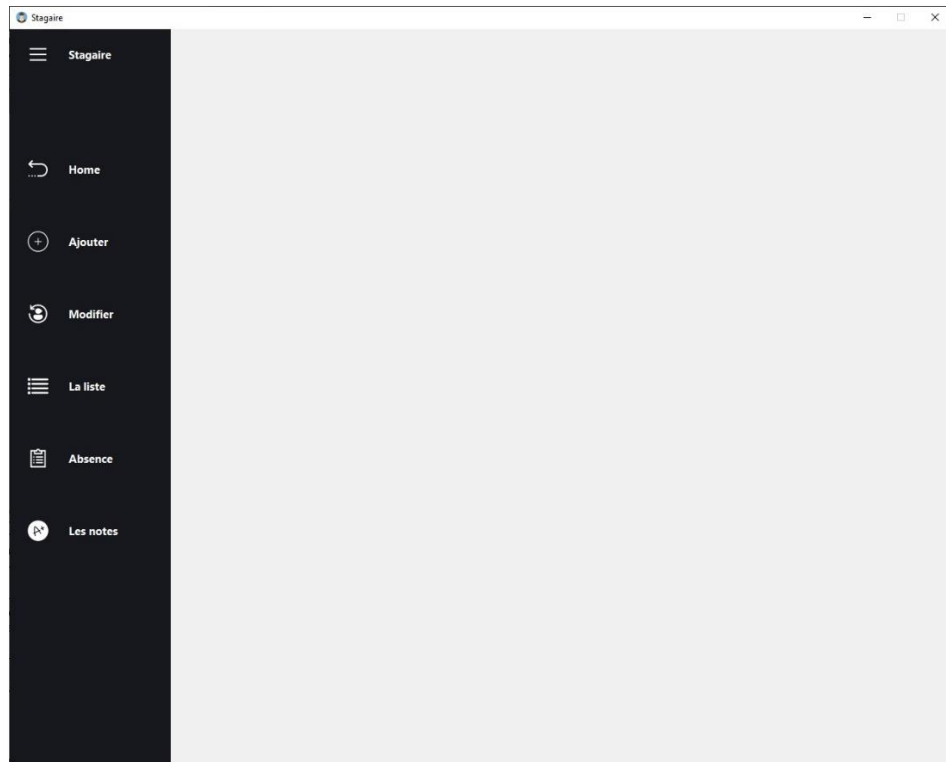 Stagaire
Stagaire
Home
Ajouter
Modifier
La liste
Absence
A+
Les notes